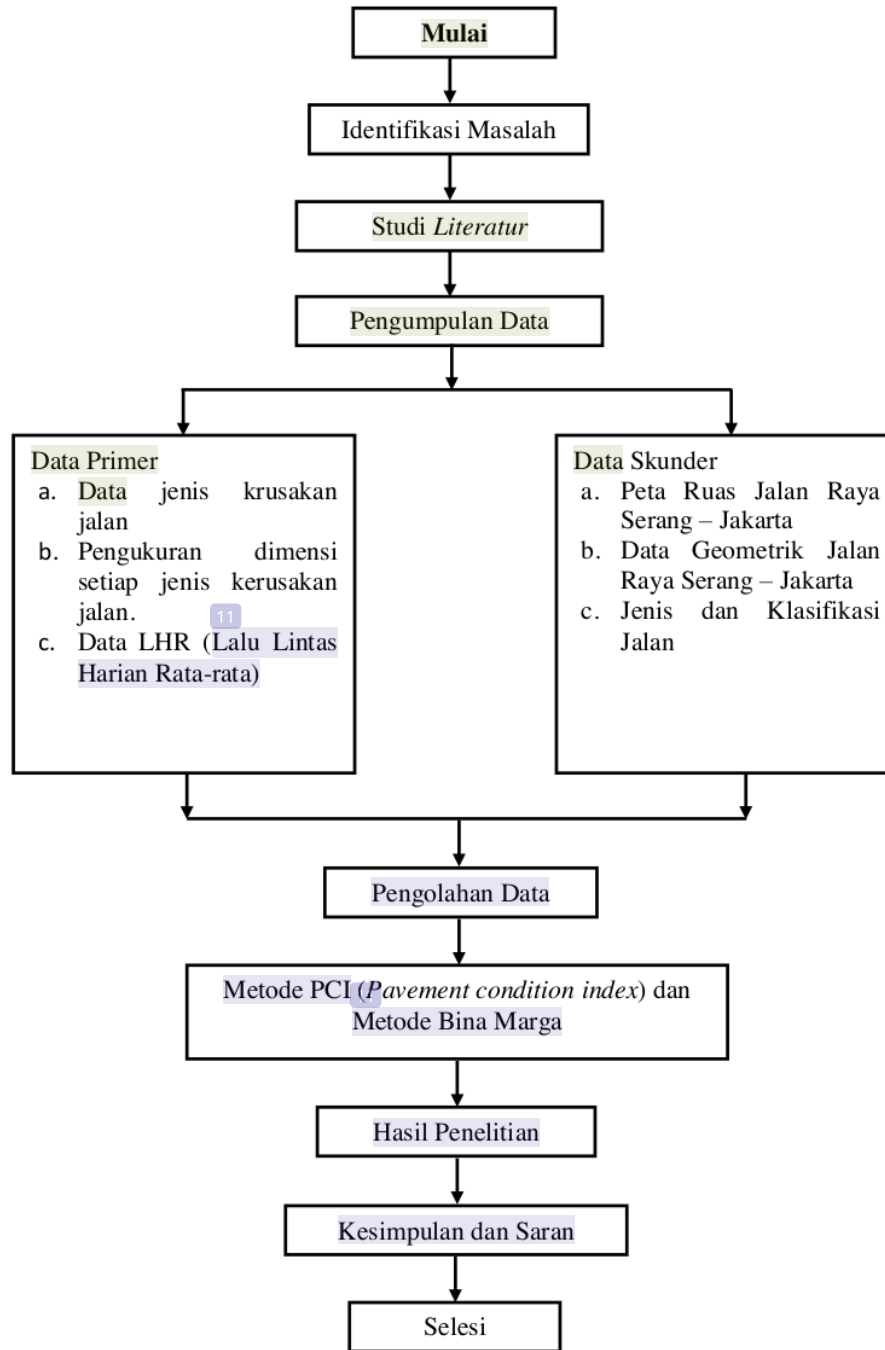 Mulai
Identifikasi Masalah
Studi Literatur
Pengumpulan Data
Data Primer
a. Data jenis krusakan
jalan
b. Pengukuran dimensi
setiap jenis kerusakan
jalan.
11
c. Data LHR (Lalu Lintas
Harian Rata-rata)
Data Skunder
a. Peta Ruas Jalan Raya
Serang – Jakarta
b. Data Geometrik Jalan
Raya Serang – Jakarta
c. Jenis dan Klasifikasi
Jalan
Pengolahan Data
Metode PCI (Pavement condition index) dan
Metode Bina Marga
Hasil Penelitian
Kesimpulan dan Saran
Selesi